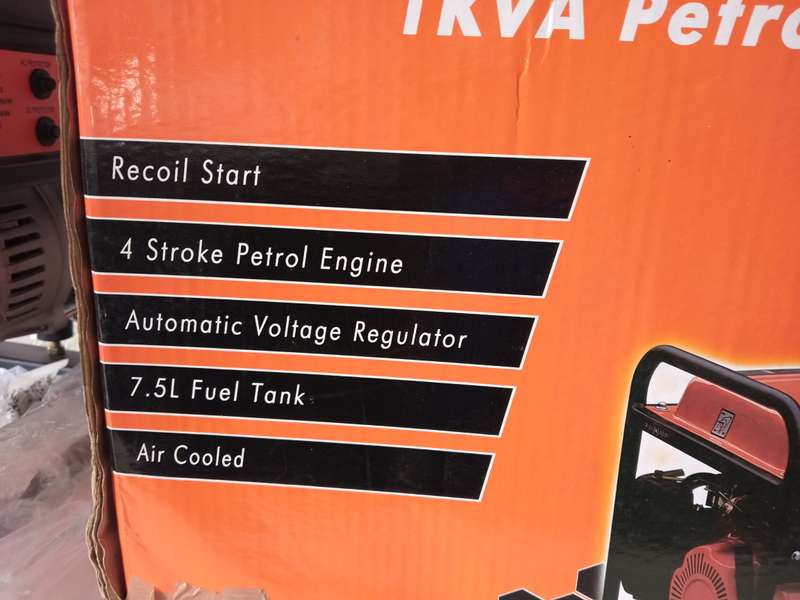 1KVA Petro
Recoil Start
4 Stroke Petrol Engine
Automatic Voltage Regulator
7.5L Fuel Tank
Air Cooled